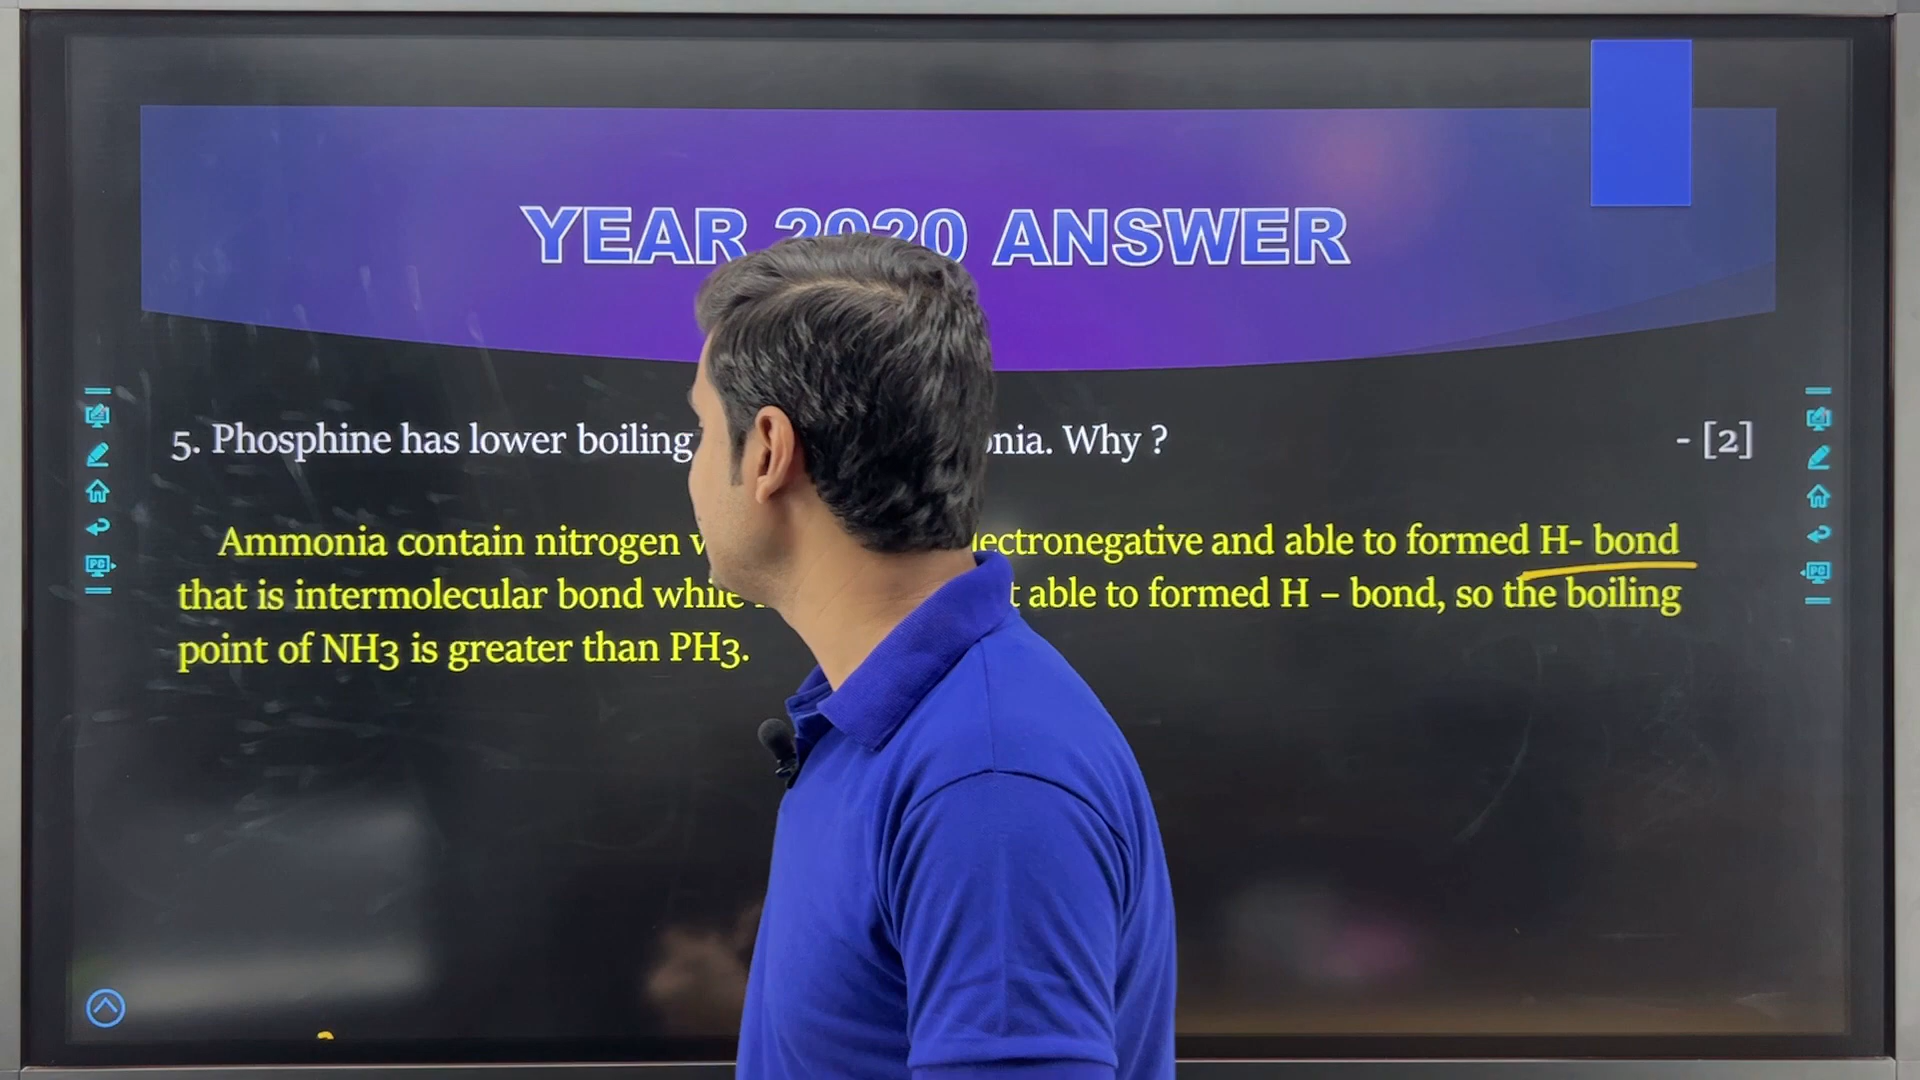 YEAR 2020 ANSWER
5. Phosphine has lower boiling nia. Why ? - [2]
Ammonia contain nitrogen lectronegative and able to formed H- bond
that is intermolecular bond while t able to formed H – bond, so the boiling
point of NH3 is greater than PH3.